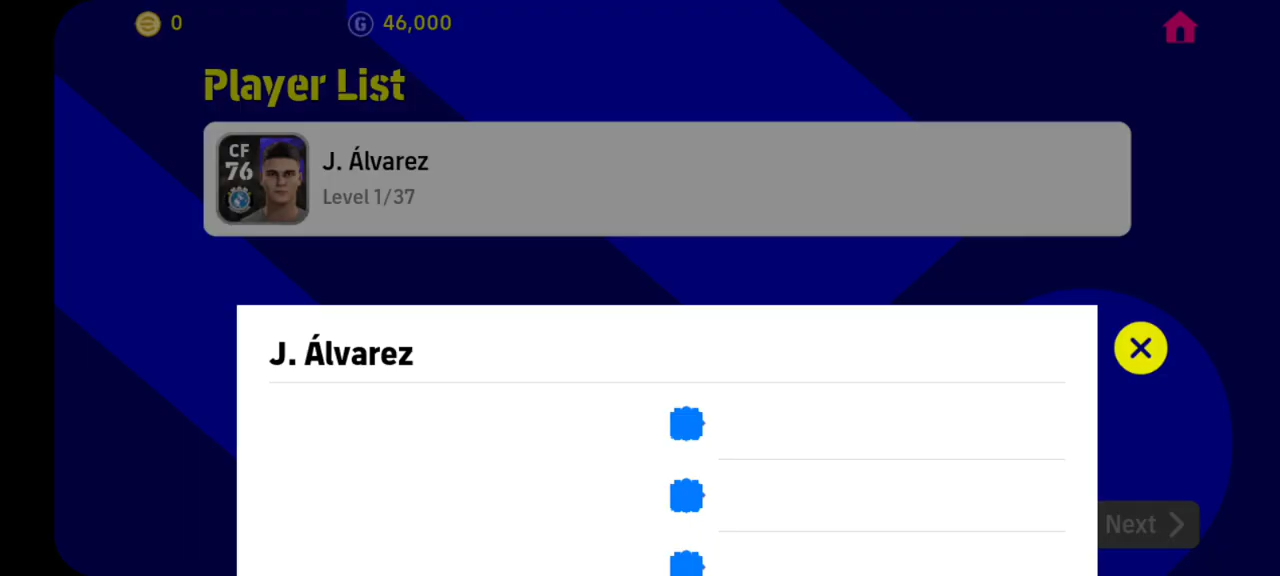 0
46,000
Player List
CF
76
J. Álvarez
Level 1/37
J. Álvarez
Next